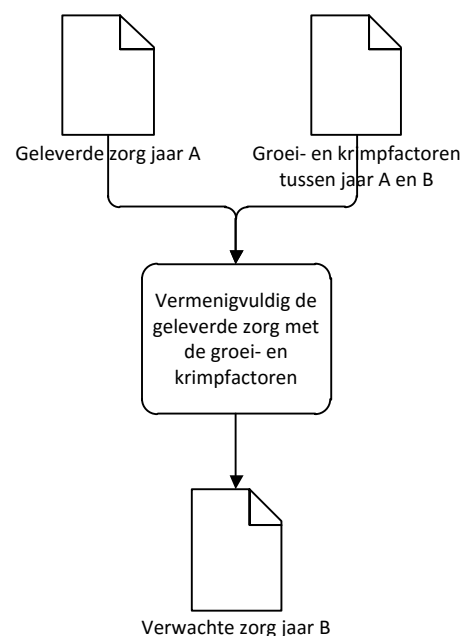 Geleverde zorg jaar A
Groei- en krimpfactoren
tussen jaar A en B
Vermenigvuldig de
geleverde zorg met
de groei- en
krimpfactoren
Verwachte zorg jaar B